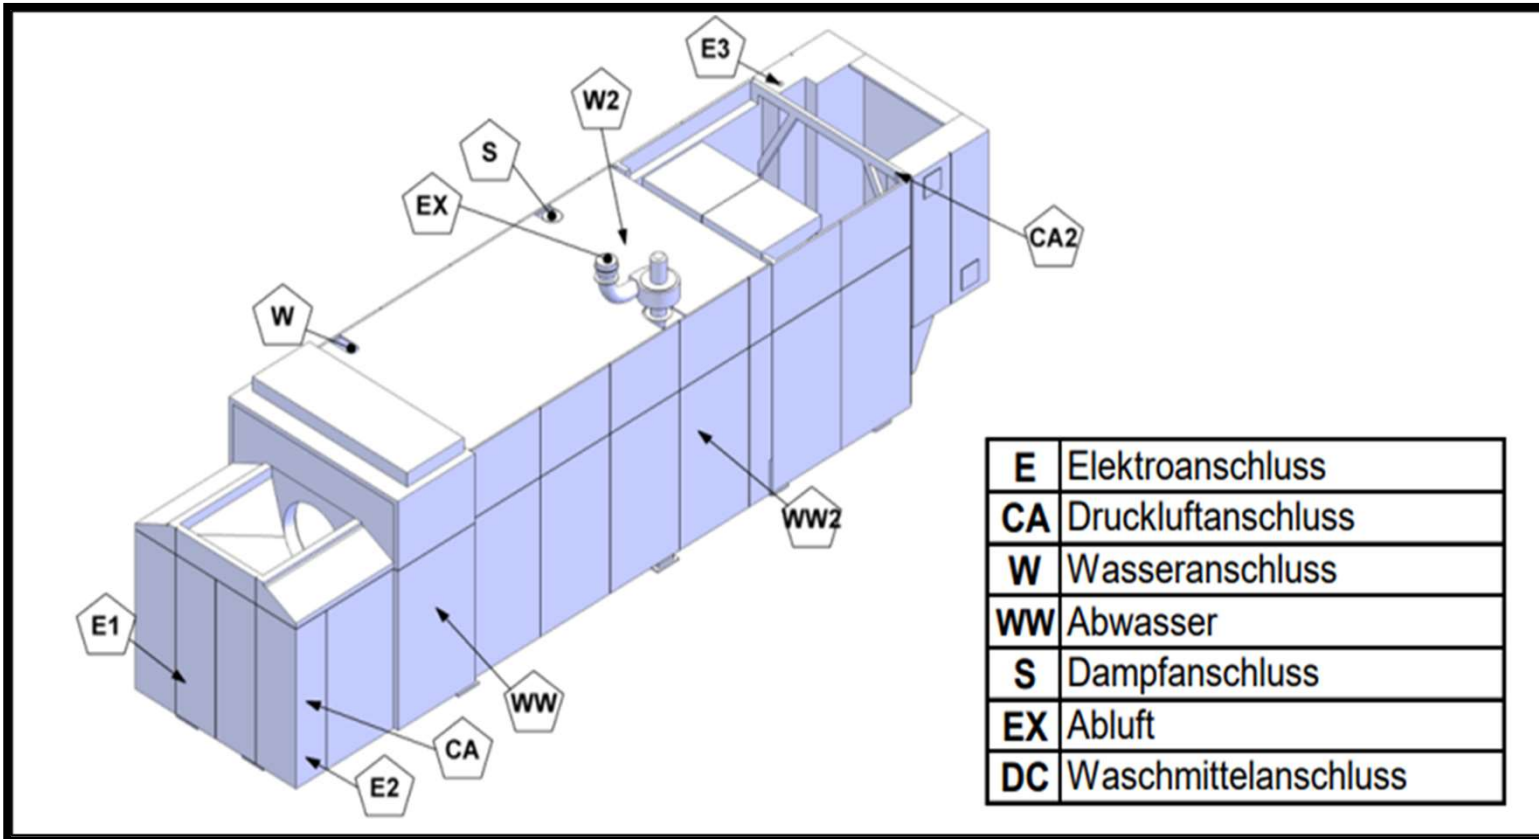 E3
W2
S
EX
CA2
W
WW2
E1
WW
CA
E2
E Elektroanschluss
CA Druckluftanschluss
W Wasseranschluss
WW Abwasser
S Dampfanschluss
EX Abluft
DC Waschmittelanschluss